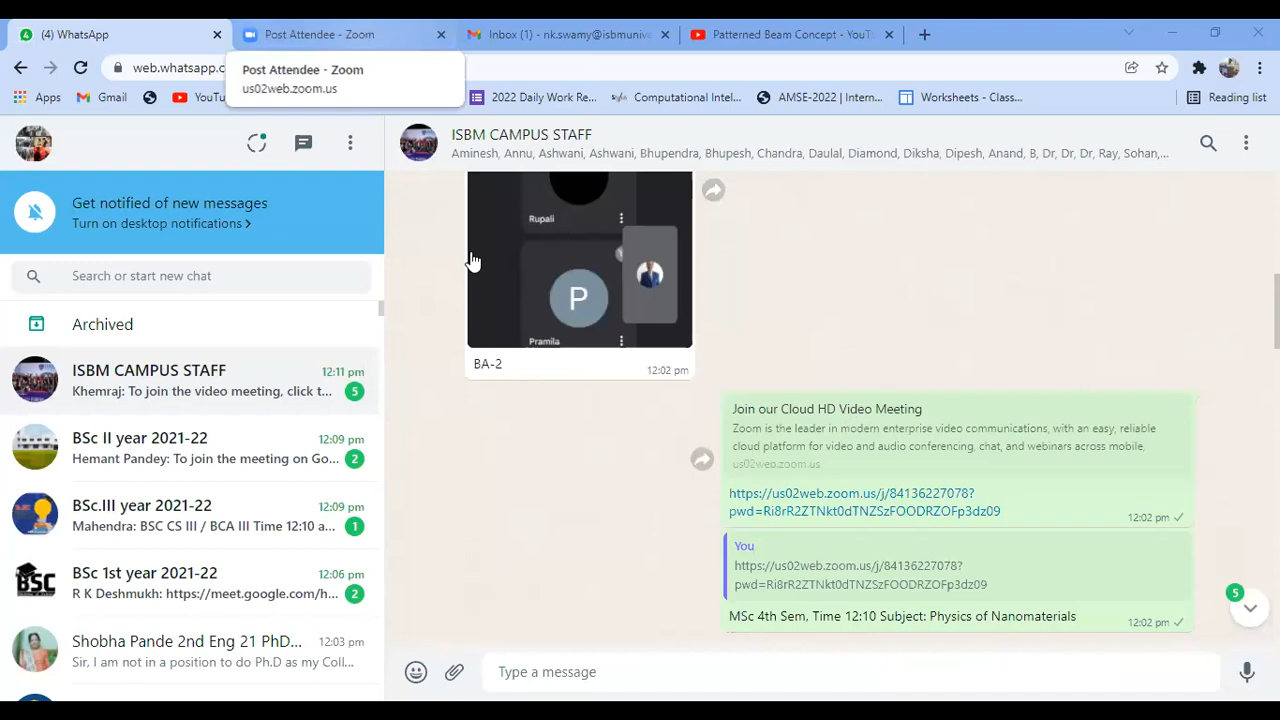 (4) WhatsApp
Post Attendee - Zoom
Inbox (1) - nk.swamy@ismunive
Patterned Beam Concept - YouT
web.whatsapp.c
Post Attendee - Zoom
us02web.zoom.us
Apps
Gmail
YouTu
2022 Daily Work Re...
Computational Intel...
AMSE-2022 | Intern...
Worksheets - Class...
Reading list
ISBM CAMPUS STAFF
Aminesh, Annu, Ashwani, Ashwani, Bhupendra, Bhupesh, Chandra, Daulal, Diamond, Diksha, Dipesh, Anand, B, Dr, Dr, Dr, Ray, Sohan,...
Get notified of new messages
Turn on desktop notifications >
Search or start new chat
Archived
ISBM CAMPUS STAFF
12:11 pm
Khemraj: To join the video meeting, click t...
5
BSc II year 2021-22
12:09 pm
Hemant Pandey: To join the meeting on Go...
2
BSc.III year 2021-22
12:09 pm
Mahendra: BSC CS III / BCA III Time 12:10 a...
1
BSC
BSc 1st year 2021-22
12:06 pm
R K Deshmukh: https://meet.google.com/h...
2
Shobha Pande 2nd Eng 21 PhD...
12:03 pm
Sir, I am not in a position to do Ph.D as my Coll...
Rupali
P
Pramila
BA-2
12:02 pm
Join our Cloud HD Video Meeting
Zoom is the leader in modern enterprise video communications, with an easy, reliable
cloud platform for video and audio conferencing, chat, and webinars across mobile,
us02web.zoom.us
https://us02web.zoom.us/j/84136227078?
pwd=Ri8rR2ZTNkt0dTNZSzFOODRZOFp3dz09
12:02 pm
You
https://us02web.zoom.us/j/84136227078?
pwd=Ri8rR2ZTNkt0dTNZSzFOODRZOFp3dz09
MSc 4th Sem, Time 12:10 Subject: Physics of Nanomaterials
12:02 pm
5
Type a message